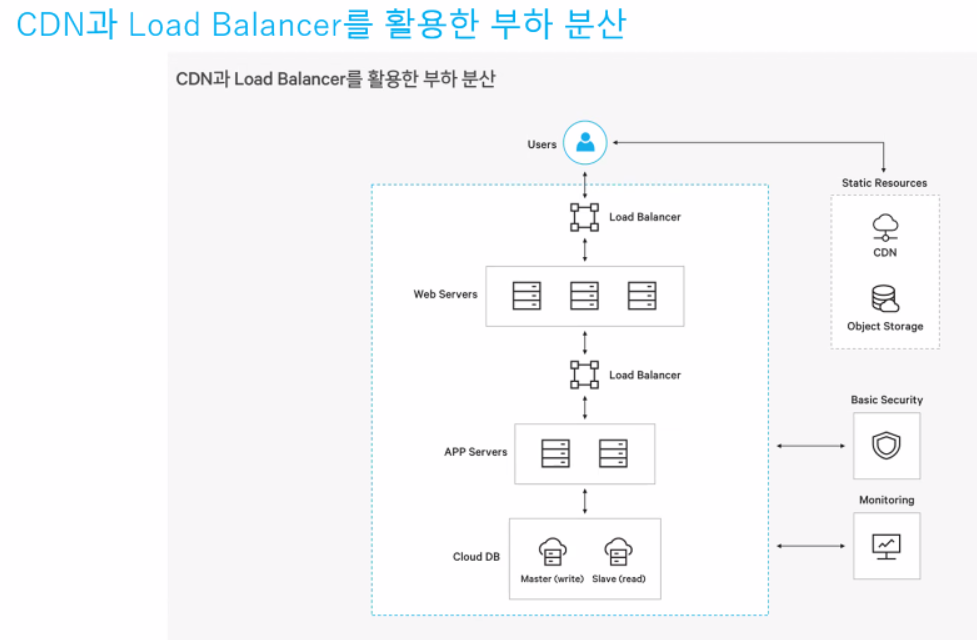 CDN과 Load Balancer를 활용한 부하 분산
CDN과 Load Balancer를 활용한 부하 분산
Users
Static Resources
Load Balancer
CDN
Web Servers
Object Storage
Load Balancer
Basic Security
APP Servers
Monitoring
Cloud DB
Master (write) Slave (read)